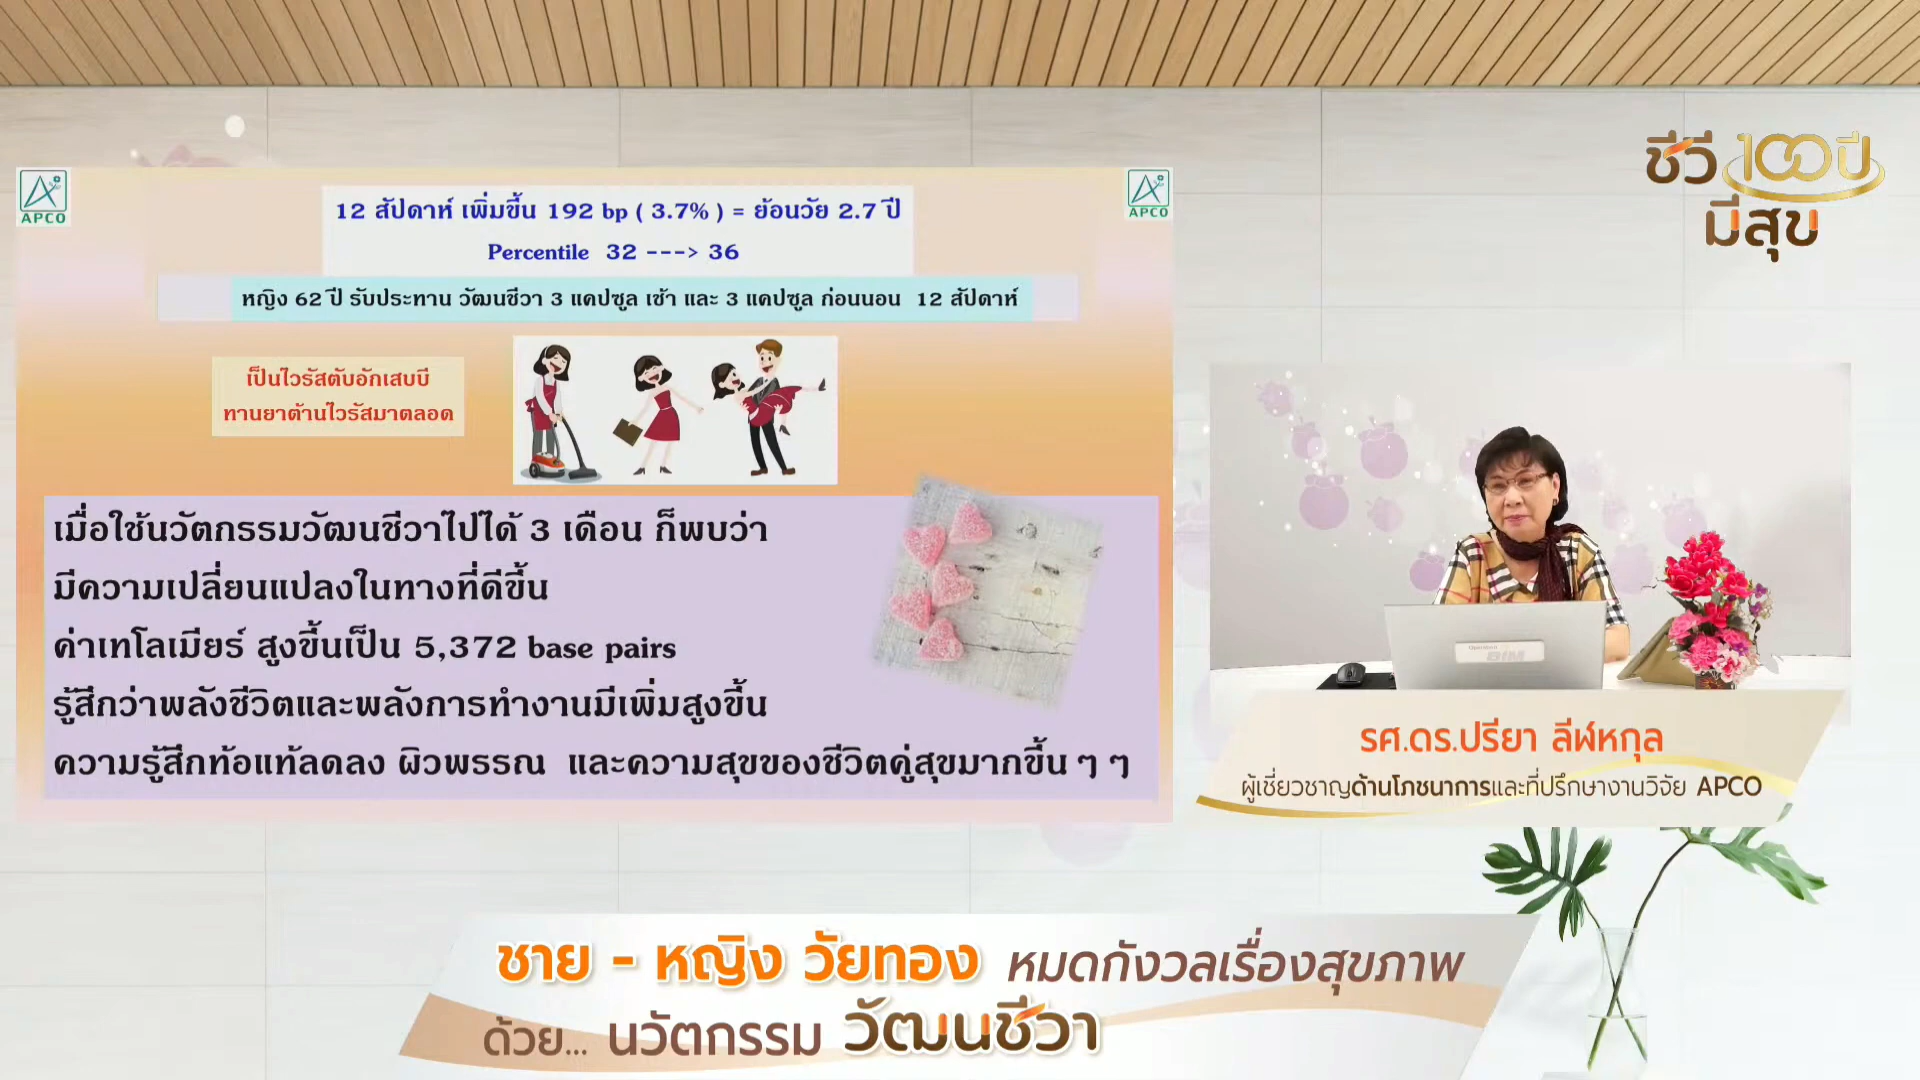 APCO
APCO
12 สัปดาห์ เพิ่มขึ้น 192 bp ( 3.7% ) = ย้อนวัย 2.7 ปี
Percentile 32 ---> 36
หญิง 62 ปี รับประทาน วัฒนชีวา 3 แคปซูล เช้า และ 3 แคปซูล ก่อนนอน 12 สัปดาห์
เป็นไวรัสตับอักเสบบี
ทานยาต้านไวรัสมาตลอด
เมื่อใช้นวัตกรรมวัฒนชีวาไปได้ 3 เดือน ก็พบว่า
มีความเปลี่ยนแปลงในทางที่ดีขึ้น
ค่าเทโลเมียร์ สูงขึ้นเป็น 5,372 base pairs
รู้สึกว่าพลังชีวิตและพลังการทำงานมีเพิ่มสูงขึ้น
ความรู้สึกท้อแท้ลดลง ผิวพรรณ และความสุขของชีวิตคู่สุขมากขึ้น ๆ ๆ
ชีวี 100 ปี
มีสุข
รศ.ดร.ปรียา ลีฬหกุล
ผู้เชี่ยวชาญด้านโภชนาการและที่ปรึกษางานวิจัย APCO
ชาย - หญิง วัยทอง หมดกังวลเรื่องสุขภาพ
ด้วย... นวัตกรรม วัฒนชีวา